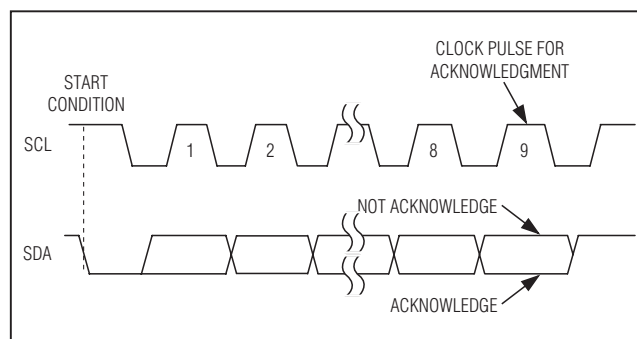 CLOCK PULSE FOR
ACKNOWLEDGMENT
START
CONDITION
SCL
1
2
8
9
NOT ACKNOWLEDGE
SDA
ACKNOWLEDGE